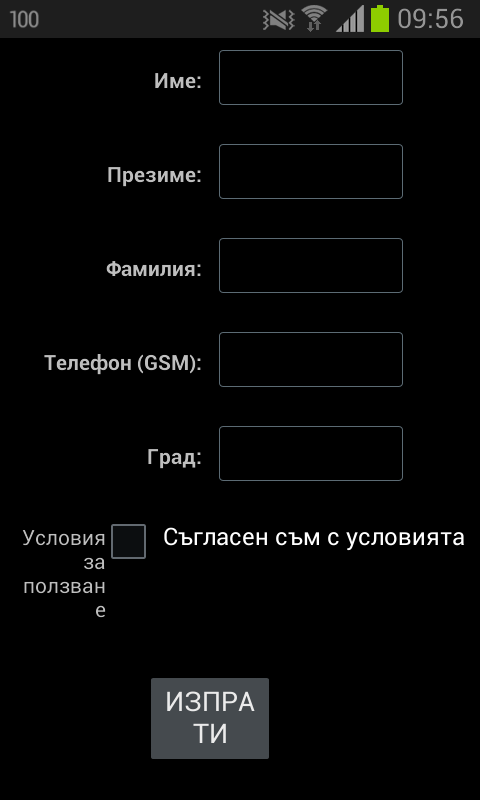 100 09:56
Име:
Презиме:
Фамилия:
Телефон (GSM):
Град:
Условия
за
ползван
е
Съгласен съм с условията
ИЗПРА
ТИ